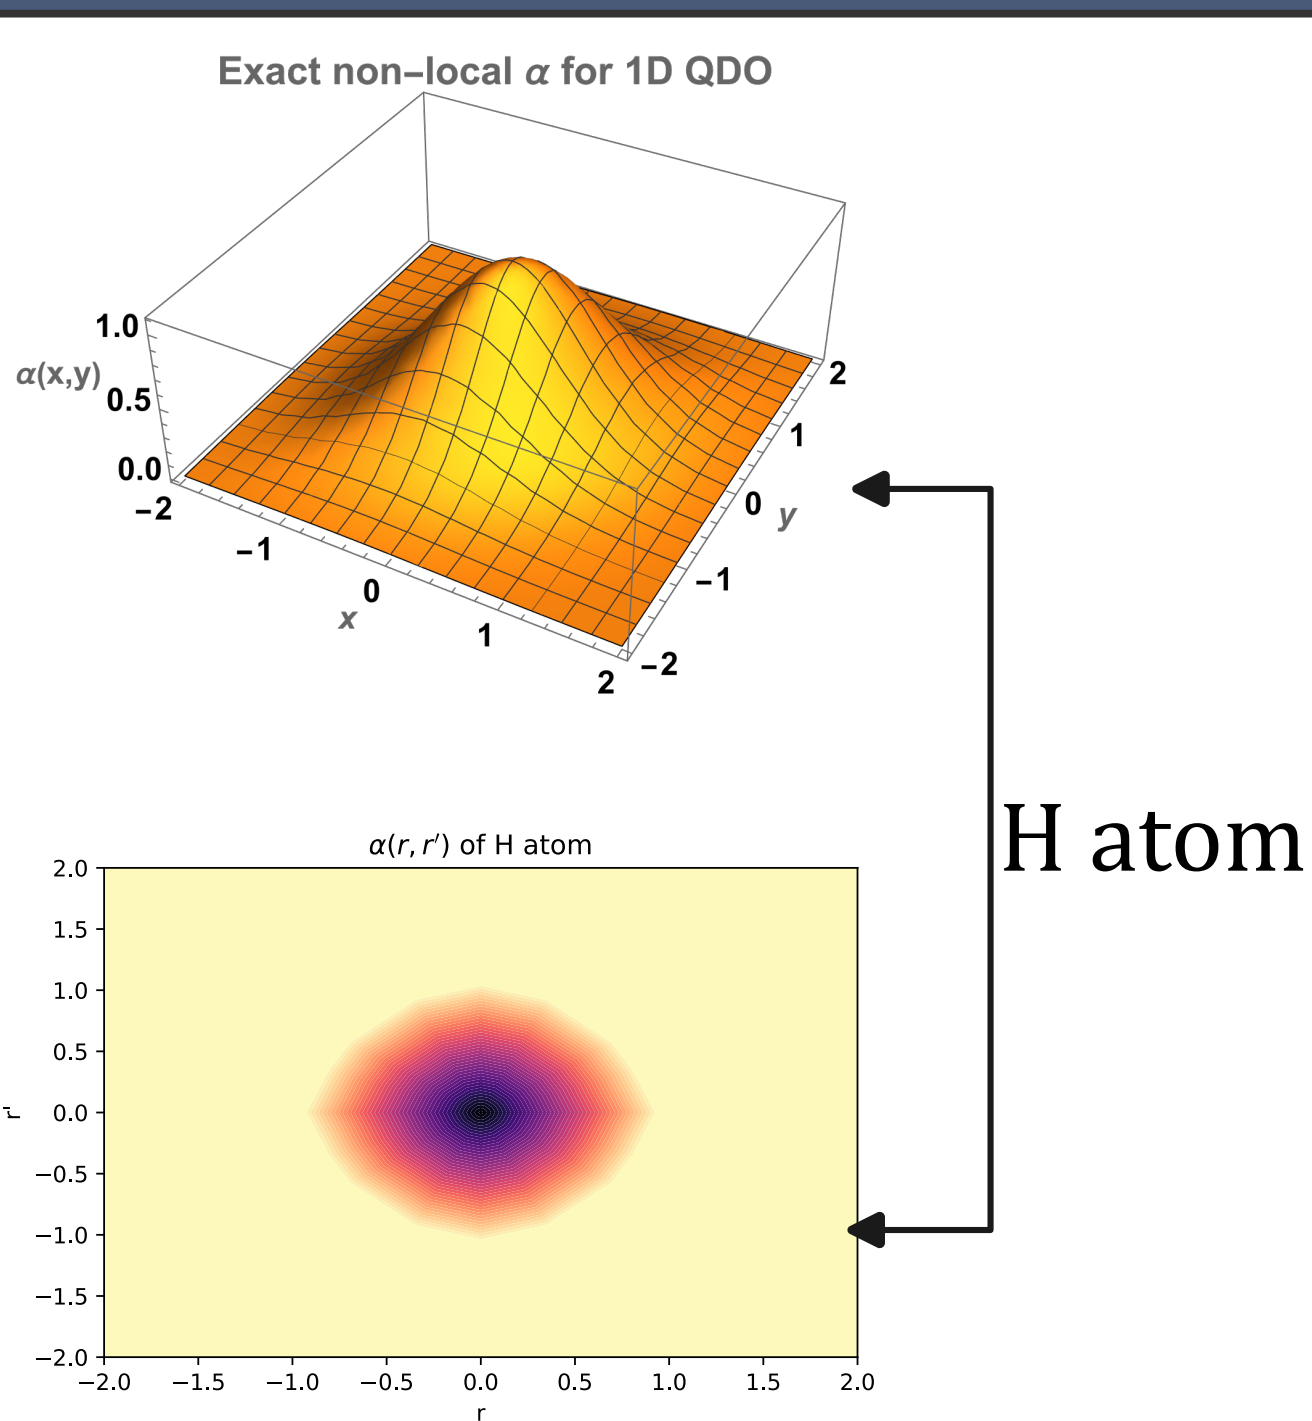 Exact non–local α for 1D QDO
1.0
α(x,y)
0.5
0.0
−2
−1
0
x
1
2
−2
−1
0
y
1
2
H atom
α(r, r′) of H atom
2.0
1.5
1.0
0.5
0.0
r'
−0.5
−1.0
−1.5
−2.0
−2.0 −1.5 −1.0 −0.5 0.0 0.5 1.0 1.5 2.0
r